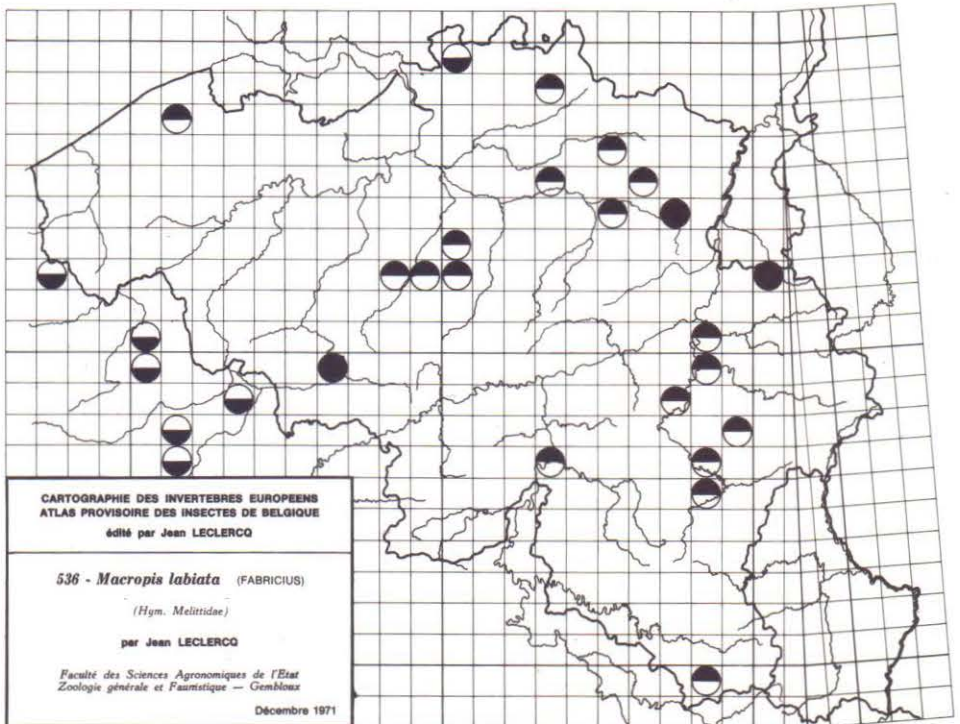 CARTOGRAPHIE DES INVERTEBRES EUROPEENS
ATLAS PROVISOIRE DES INSECTES DE BELGIQUE
édité par Jean LECLERCQ
536 - Macropis labiata (FABRICIUS)
(Hym. Melittidae)
par Jean LECLERCQ
Faculté des Sciences Agronomiques de l'Etat
Zoologie générale et Faunistique — Gembloux
Décembre 1971